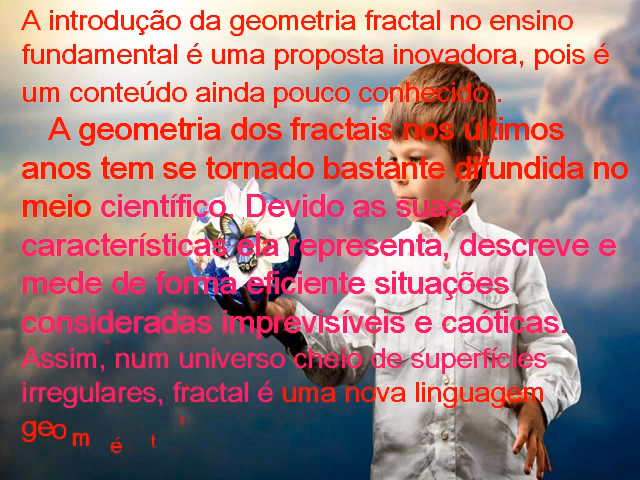 A introdução da geometria fractal no ensino
fundamental é uma proposta inovadora, pois é
um conteúdo ainda pouco conhecido .
A geometria dos fractais nos últimos
anos tem se tornado bastante difundida no
meio científico. Devido as suas
características ela representa, descreve e
mede de forma eficiente situações
consideradas imprevisíveis e caóticas.
Assim, num universo cheio de superfícies
irregulares, fractal é uma nova linguagem
geomét